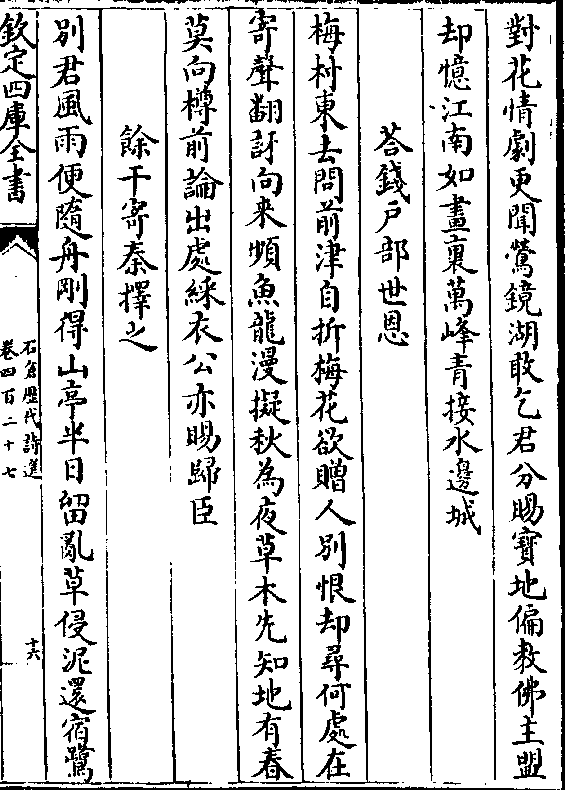 對花情劇更聞鶯鏡湖敢乞君分賜寶地偏教佛主盟
却憶江南如畫裏萬峰青接水邊城
荅錢戶部世恩
梅村東去問前津自折梅花欲贈人别恨却尋何處在
寄聲翻訝向來頻魚龍漫擬秋為夜草木先知地有春
莫向樽前論出處綵衣公亦賜歸臣
餘干寄秦擇之
别君風雨便隨舟剛得山亭半日留亂草侵泥還宿鷺
欽定四庫全書
石倉歷代詩選
卷四百二十七
十六